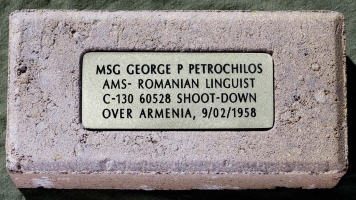 MSG GEORGE P PETROCHILOS
AMS- ROMANIAN LINGUIST
C-130 60528 SHOOT-DOWN
OVER ARMENIA, 9/02/1958